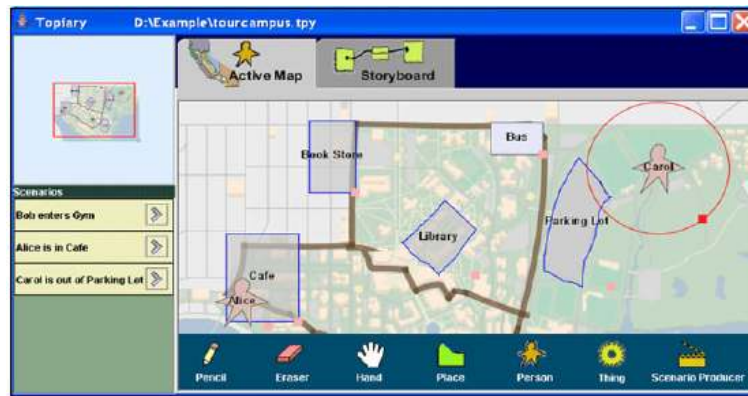 Topiary D:\Example\tourcampus.tpy
Active Map
Storyboard
Scenarios
Bob enters Gym
Alice is in Cafe
Carol is out of Parking Lot
Book Store
Bus
Carol
Parking Lot
Library
Cafe
Alice
Pencil
Eraser
Hand
Place
Person
Thing
Scenario Producer